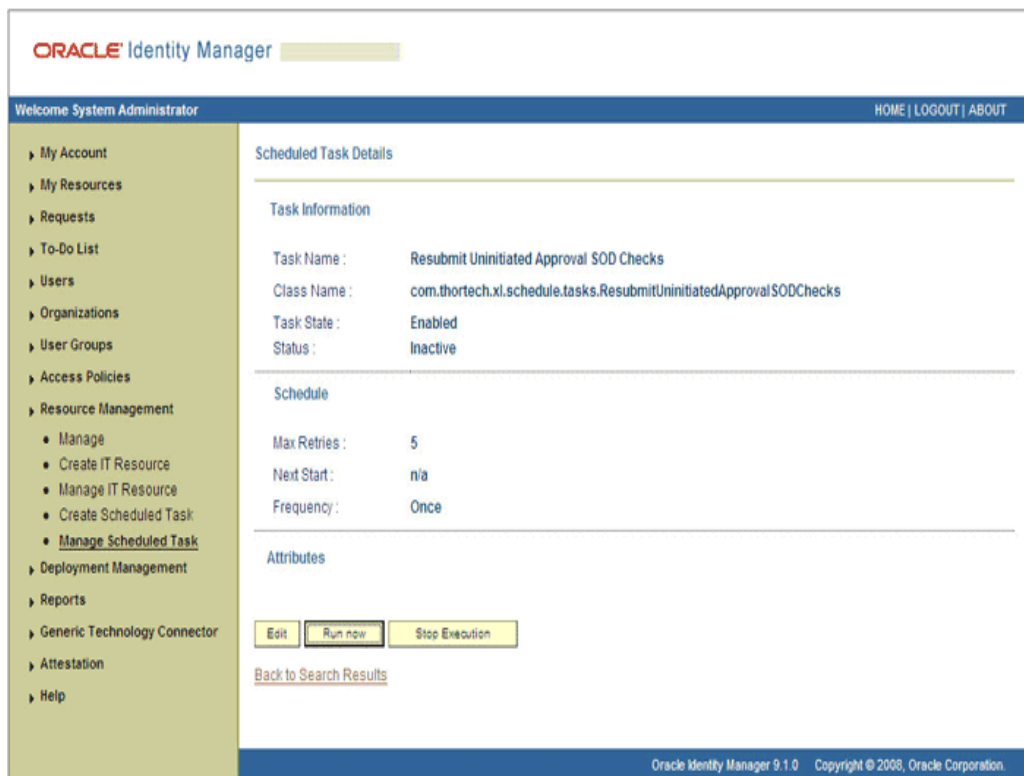 ORACLE Identity Manager
Welcome System Administrator
HOME | LOGOUT | ABOUT
My Account
My Resources
Requests
To-Do List
Users
Organizations
User Groups
Access Policies
Resource Management
Manage
Create IT Resource
Manage IT Resource
Create Scheduled Task
Manage Scheduled Task
Deployment Management
Reports
Generic Technology Connector
Attestation
Help
Scheduled Task Details
Task Information
Task Name : Resubmit Uninitiated Approval SOD Checks
Class Name : com.thortech.xl.schedule.tasks.ResubmitUninitiatedApprovalSODChecks
Task State : Enabled
Status : Inactive
Schedule
Max Retries : 5
Next Start : n/a
Frequency : Once
Attributes
Edit Run now Stop Execution
Back to Search Results
Oracle Identity Manager 9.1.0 Copyright © 2008, Oracle Corporation.